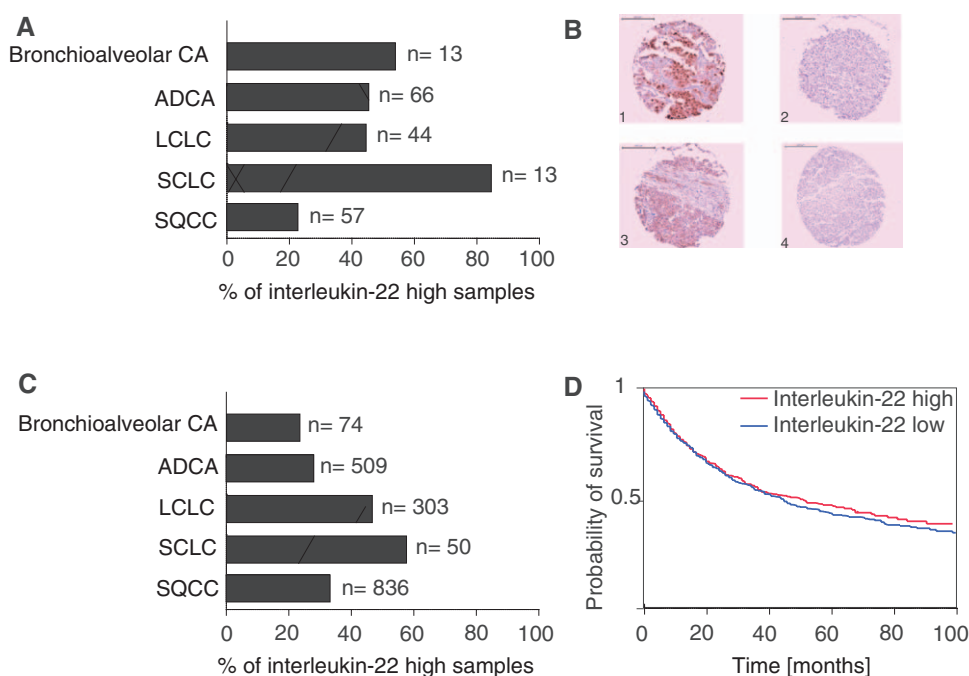 A
Bronchioalveolar CA
n= 13
ADCA
n= 66
LCLC
n= 44
SCLC
n= 13
SQCC
n= 57
0 20 40 60 80 100
% of interleukin-22 high samples
B
1
2
3
4
C
Bronchioalveolar CA
n= 74
ADCA
n= 509
LCLC
n= 303
SCLC
n= 50
SQCC
n= 836
0 20 40 60 80 100
% of interleukin-22 high samples
D
Probability of survival
1
0.5
Interleukin-22 high
Interleukin-22 low
0 20 40 60 80 100
Time [months]